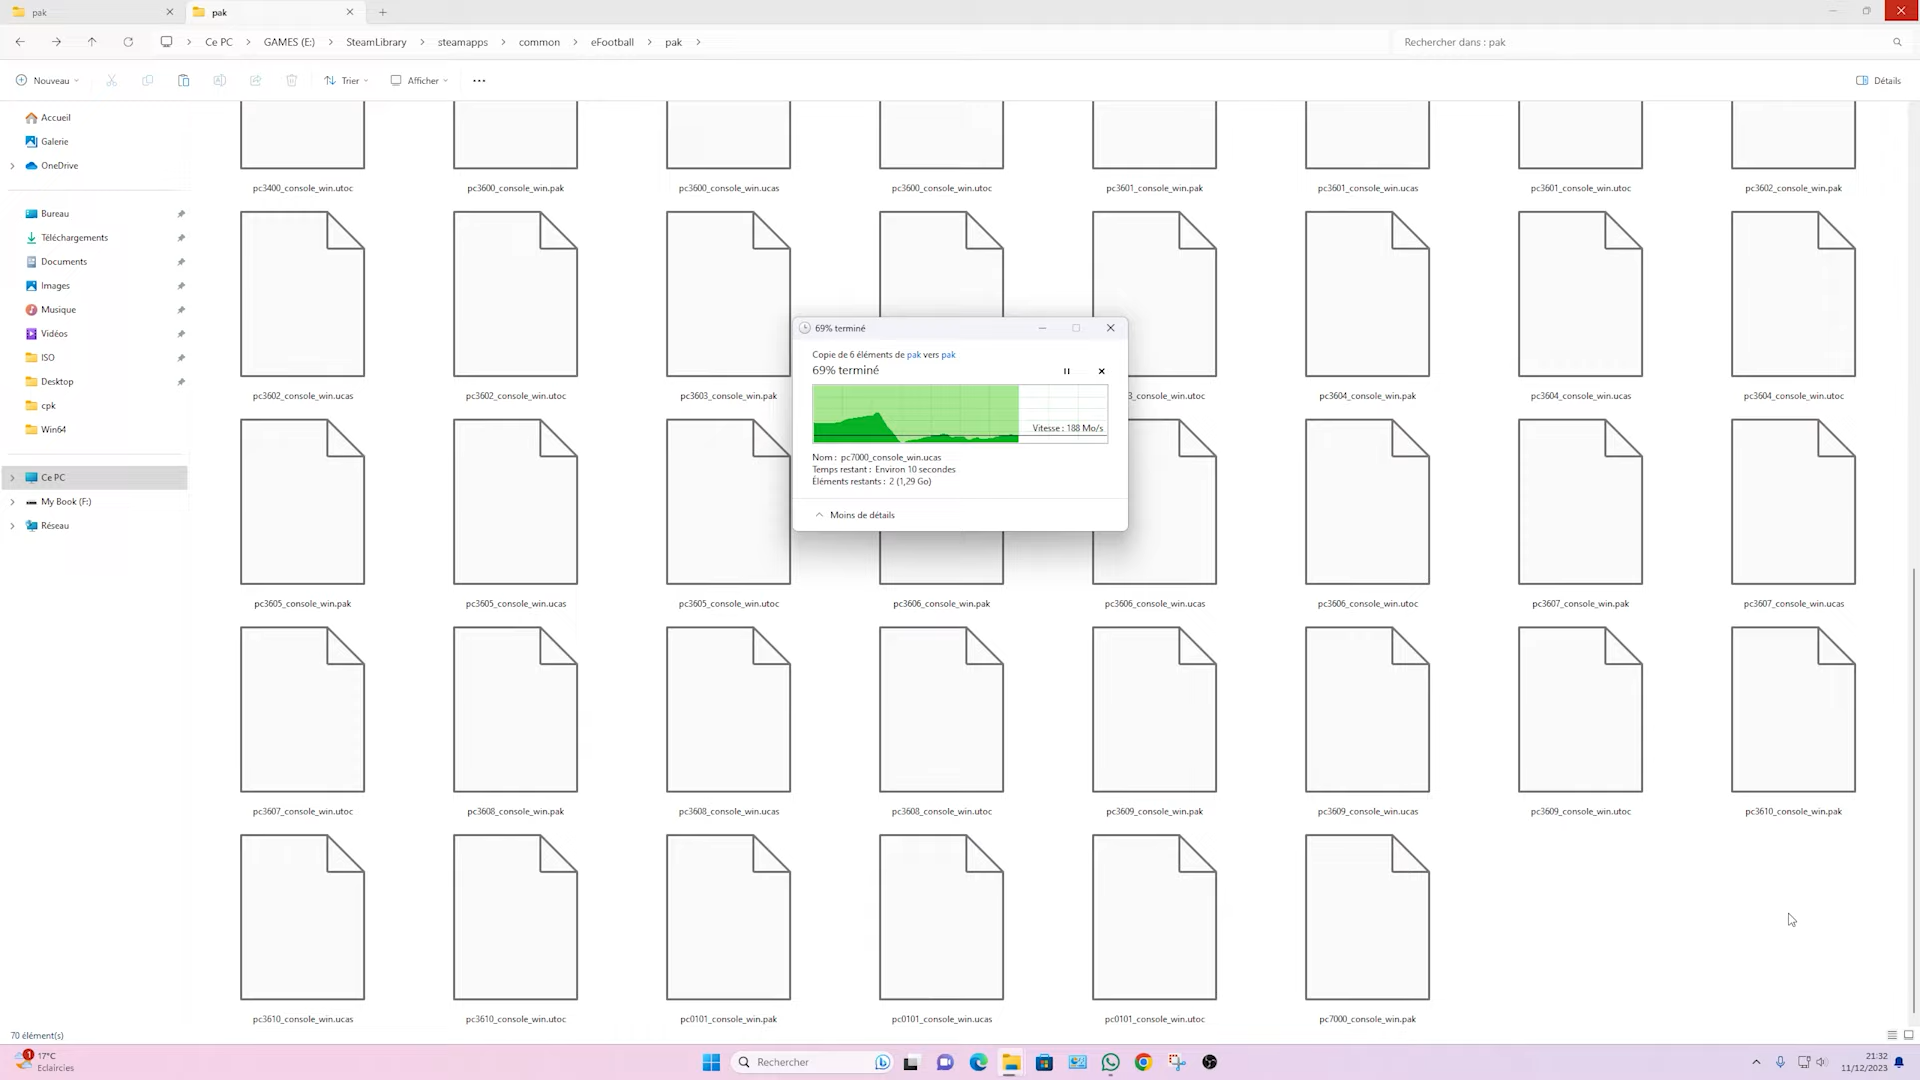 pak
pak
Ce PC
GAMES (E:)
SteamLibrary
steamapps
common
eFootball
pak
Rechercher dans : pak
Nouveau
Trier
Afficher
Détails
Accueil
Galerie
OneDrive
Bureau
Téléchargements
Documents
Images
Musique
Vidéos
ISO
Desktop
cpk
Win64
Ce PC
My Book (F:)
Réseau
pc3400_console_win.utoc
pc3600_console_win.pak
pc3600_console_win.ucas
pc3600_console_win.utoc
pc3601_console_win.pak
pc3601_console_win.ucas
pc3601_console_win.utoc
pc3602_console_win.pak
69% terminé
Copie de 6 éléments de pak vers pak
69% terminé
Vitesse : 188 Mo/s
Nom : pc7000_console_win.ucas
Temps restant : Environ 10 secondes
Éléments restants : 2 (1,29 Go)
Moins de détails
pc3602_console_win.ucas
pc3602_console_win.utoc
pc3603_console_win.pak
3_console_win.utoc
pc3604_console_win.pak
pc3604_console_win.ucas
pc3604_console_win.utoc
pc3605_console_win.pak
pc3605_console_win.ucas
pc3605_console_win.utoc
pc3606_console_win.pak
pc3606_console_win.ucas
pc3606_console_win.utoc
pc3607_console_win.pak
pc3607_console_win.ucas
pc3607_console_win.utoc
pc3608_console_win.pak
pc3608_console_win.ucas
pc3608_console_win.utoc
pc3609_console_win.pak
pc3609_console_win.ucas
pc3609_console_win.utoc
pc3610_console_win.pak
pc3610_console_win.ucas
pc3610_console_win.utoc
pc0101_console_win.pak
pc0101_console_win.ucas
pc0101_console_win.utoc
pc7000_console_win.pak
70 élément(s)
1
17°C
Eclaircies
Rechercher
21:32
11/12/2023